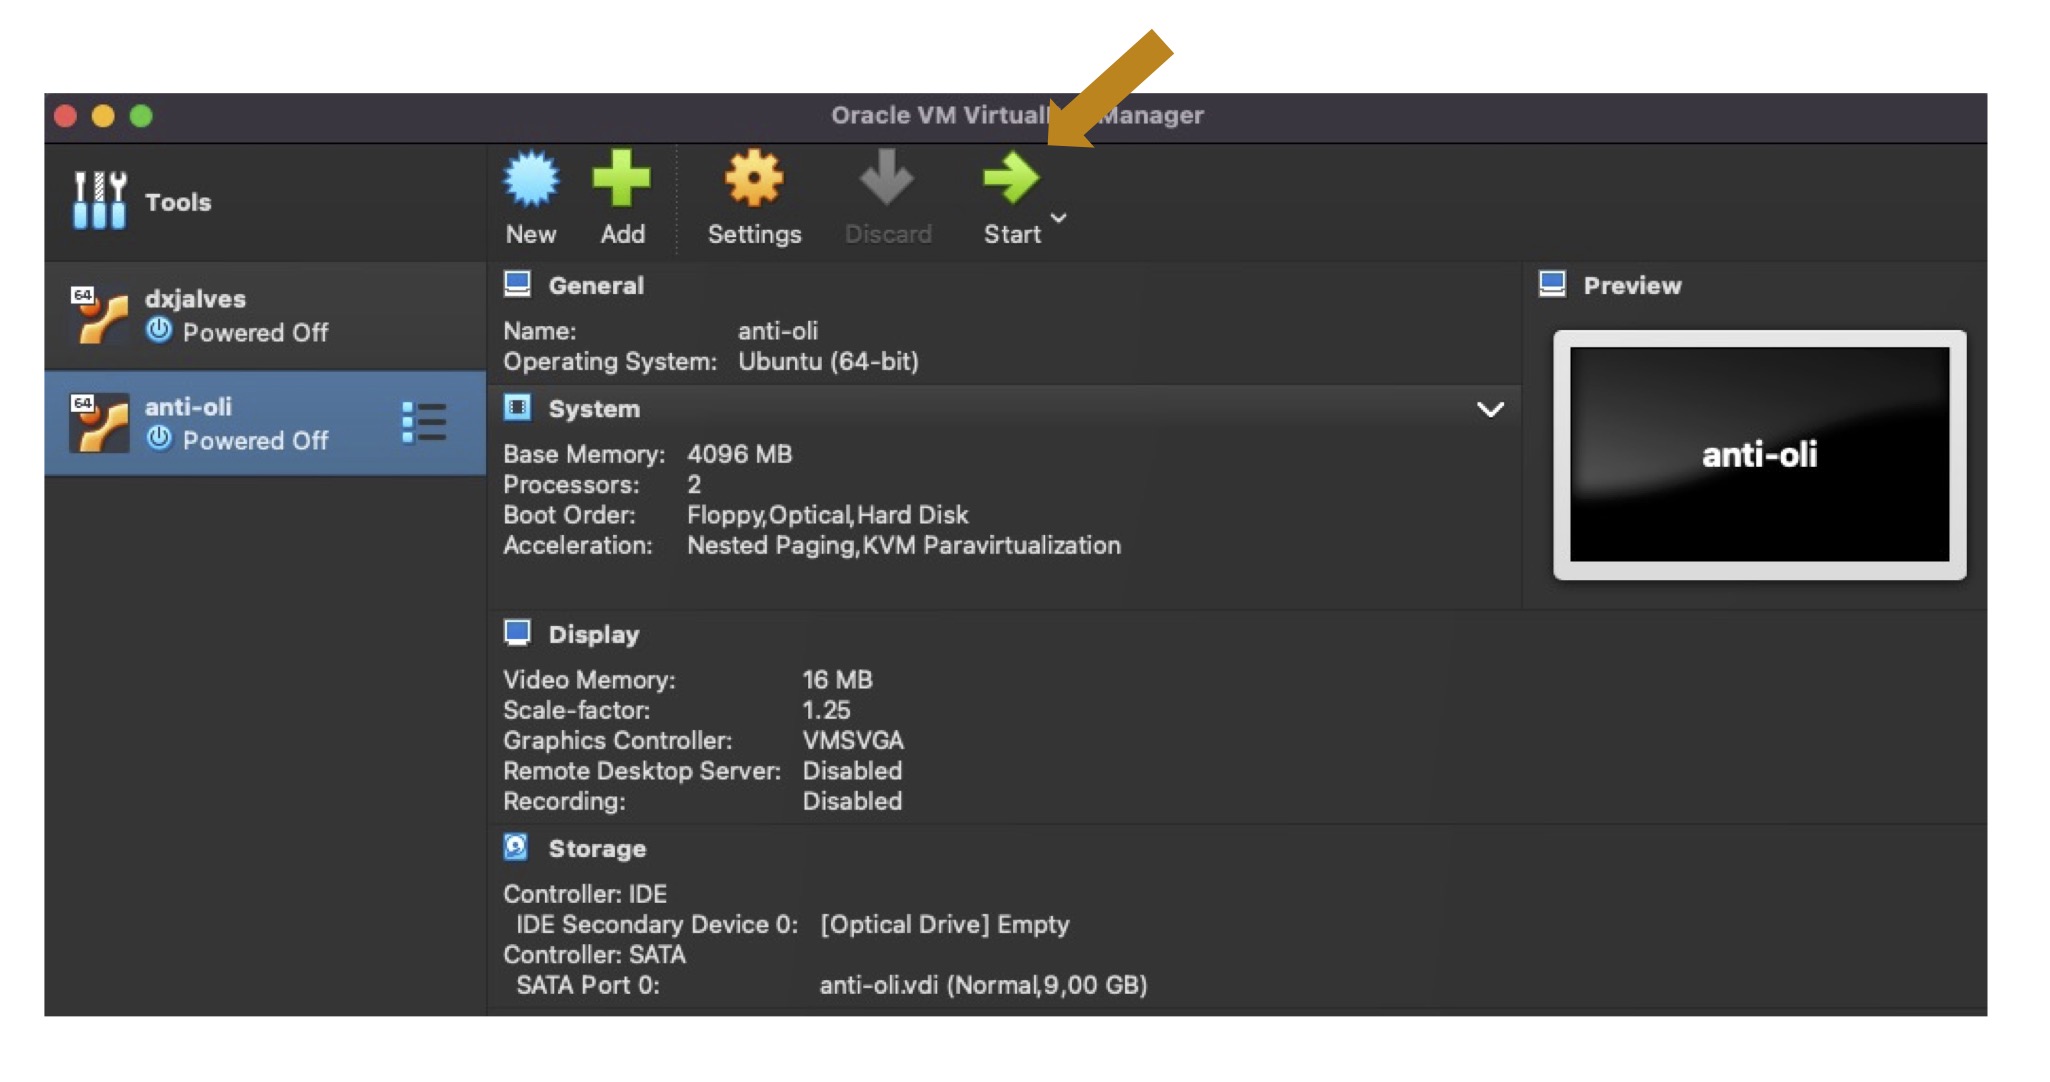 Oracle VM Manager
Tools
New Add Settings Discard Start
64
dxjalves
Powered Off
64
anti-oli
Powered Off
General
Name: anti-oli
Operating System: Ubuntu (64-bit)
System
Base Memory: 4096 MB
Processors: 2
Boot Order: Floppy,Optical,Hard Disk
Acceleration: Nested Paging,KVM Paravirtualization
Preview
anti-oli
Display
Video Memory: 16 MB
Scale-factor: 1.25
Graphics Controller: VMSVGA
Remote Desktop Server: Disabled
Recording: Disabled
Storage
Controller: IDE
IDE Secondary Device 0: [Optical Drive] Empty
Controller: SATA
SATA Port 0: anti-oli.vdi (Normal,9,00 GB)